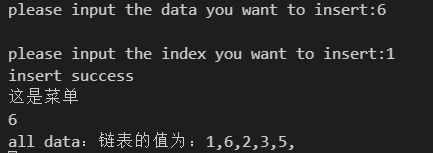 please input the data you want to insert:6

please input the index you want to insert:1
insert success
这是菜单
6
all data：链表的值为：1,6,2,3,5,